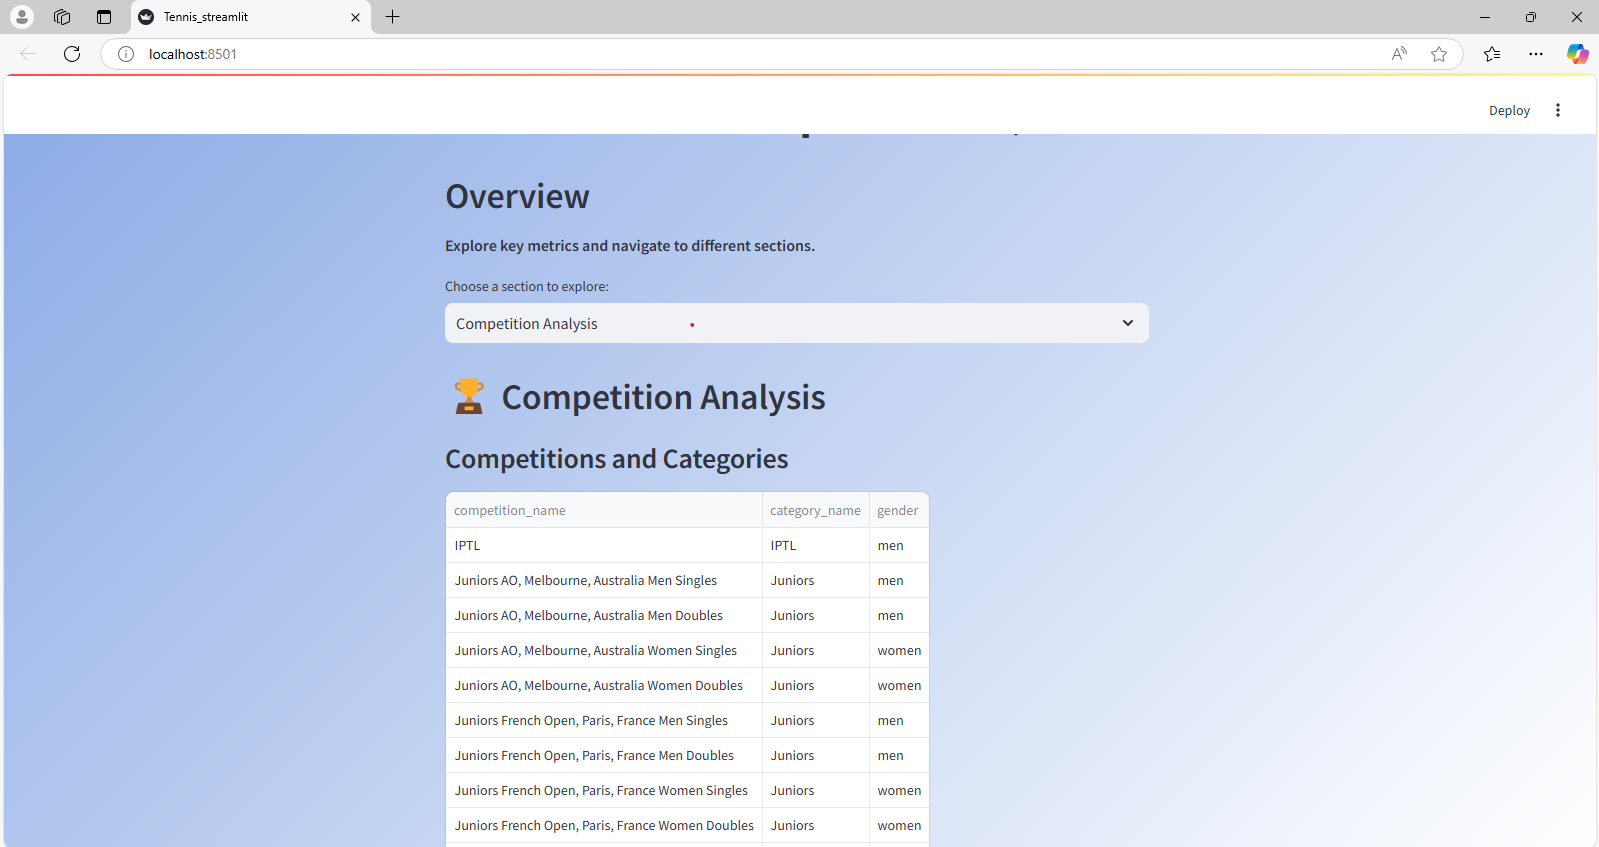 Tennis_streamlit
localhost:8501
Deploy
Overview
Explore key metrics and navigate to different sections.
Choose a section to explore:
Competition Analysis
Competition Analysis
Competitions and Categories
competition_name category_name gender
IPTL IPTL men
Juniors AO, Melbourne, Australia Men Singles Juniors men
Juniors AO, Melbourne, Australia Men Doubles Juniors men
Juniors AO, Melbourne, Australia Women Singles Juniors women
Juniors AO, Melbourne, Australia Women Doubles Juniors women
Juniors French Open, Paris, France Men Singles Juniors men
Juniors French Open, Paris, France Men Doubles Juniors men
Juniors French Open, Paris, France Women Singles Juniors women
Juniors French Open, Paris, France Women Doubles Juniors women